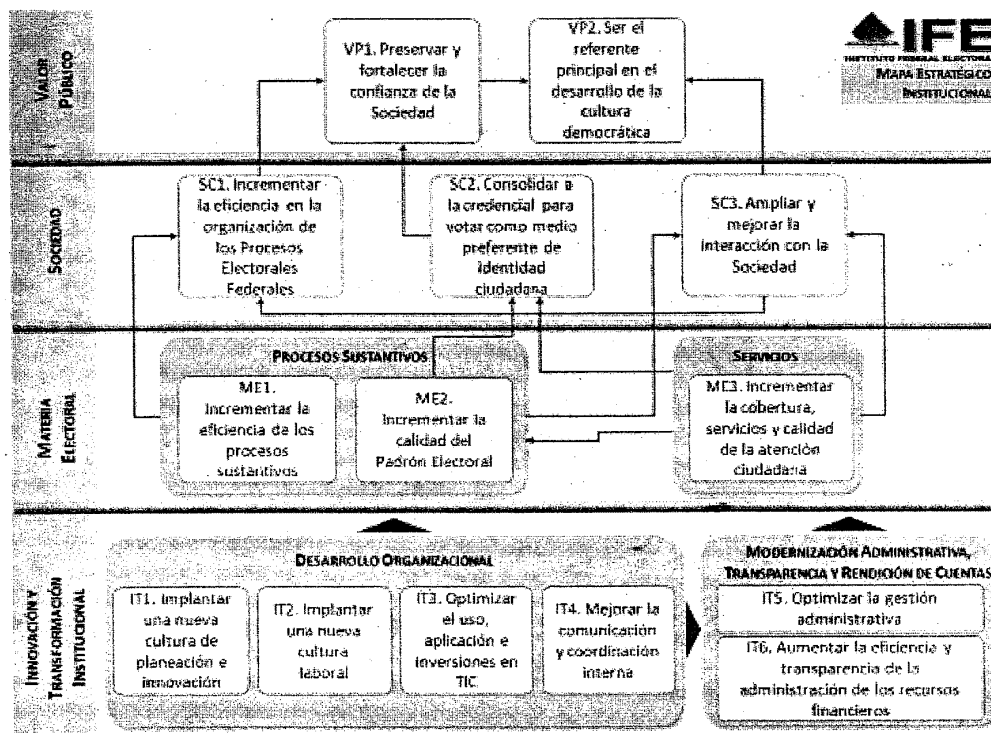 VALOR
PÚBLICO
VP1. Preservar y
fortalecer la
confianza de la
Sociedad
VP2. Ser el
referente
principal en el
desarrollo de la
cultura
democrática
IFE
INSTITUTO FEDERAL ELECTORAL
MAPA ESTRATÉGICO
INSTITUCIONAL
SOCIEDAD
SC1. Incrementar
la eficiencia en la
organización de
los Procesos
Electorales
Federales
SC2. Consolidar a
la credencial para
votar como medio
preferente de
Identidad
ciudadana
SC3. Ampliar y
mejorar la
interacción con la
Sociedad
MATERIA
ELECTORAL
PROCESOS SUSTANTIVOS
ME1.
Incrementar la
eficiencia de los
procesos
sustantivos
ME2.
Incrementar la
calidad del
Padrón Electoral
SERVICIOS
ME3. Incrementar
la cobertura,
servicios y calidad
de la atención
ciudadana
INNOVACIÓN Y
TRANSFORMACIÓN
INSTITUCIONAL
DESARROLLO ORGANIZACIONAL
IT1. Implantar
una nueva
cultura de
planeación e
innovación
IT2. Implantar
una nueva
cultura
laboral
IT3. Optimizar
el uso,
aplicación e
inversiones en
TIC
IT4. Mejorar la
comunicación
y coordinación
interna
MODERNIZACIÓN ADMINISTRATIVA,
TRANSPARENCIA Y RENDICIÓN DE CUENTAS
IT5. Optimizar la gestión
administrativa
IT6. Aumentar la eficiencia y
transparencia de la
administración de los recursos
financieros